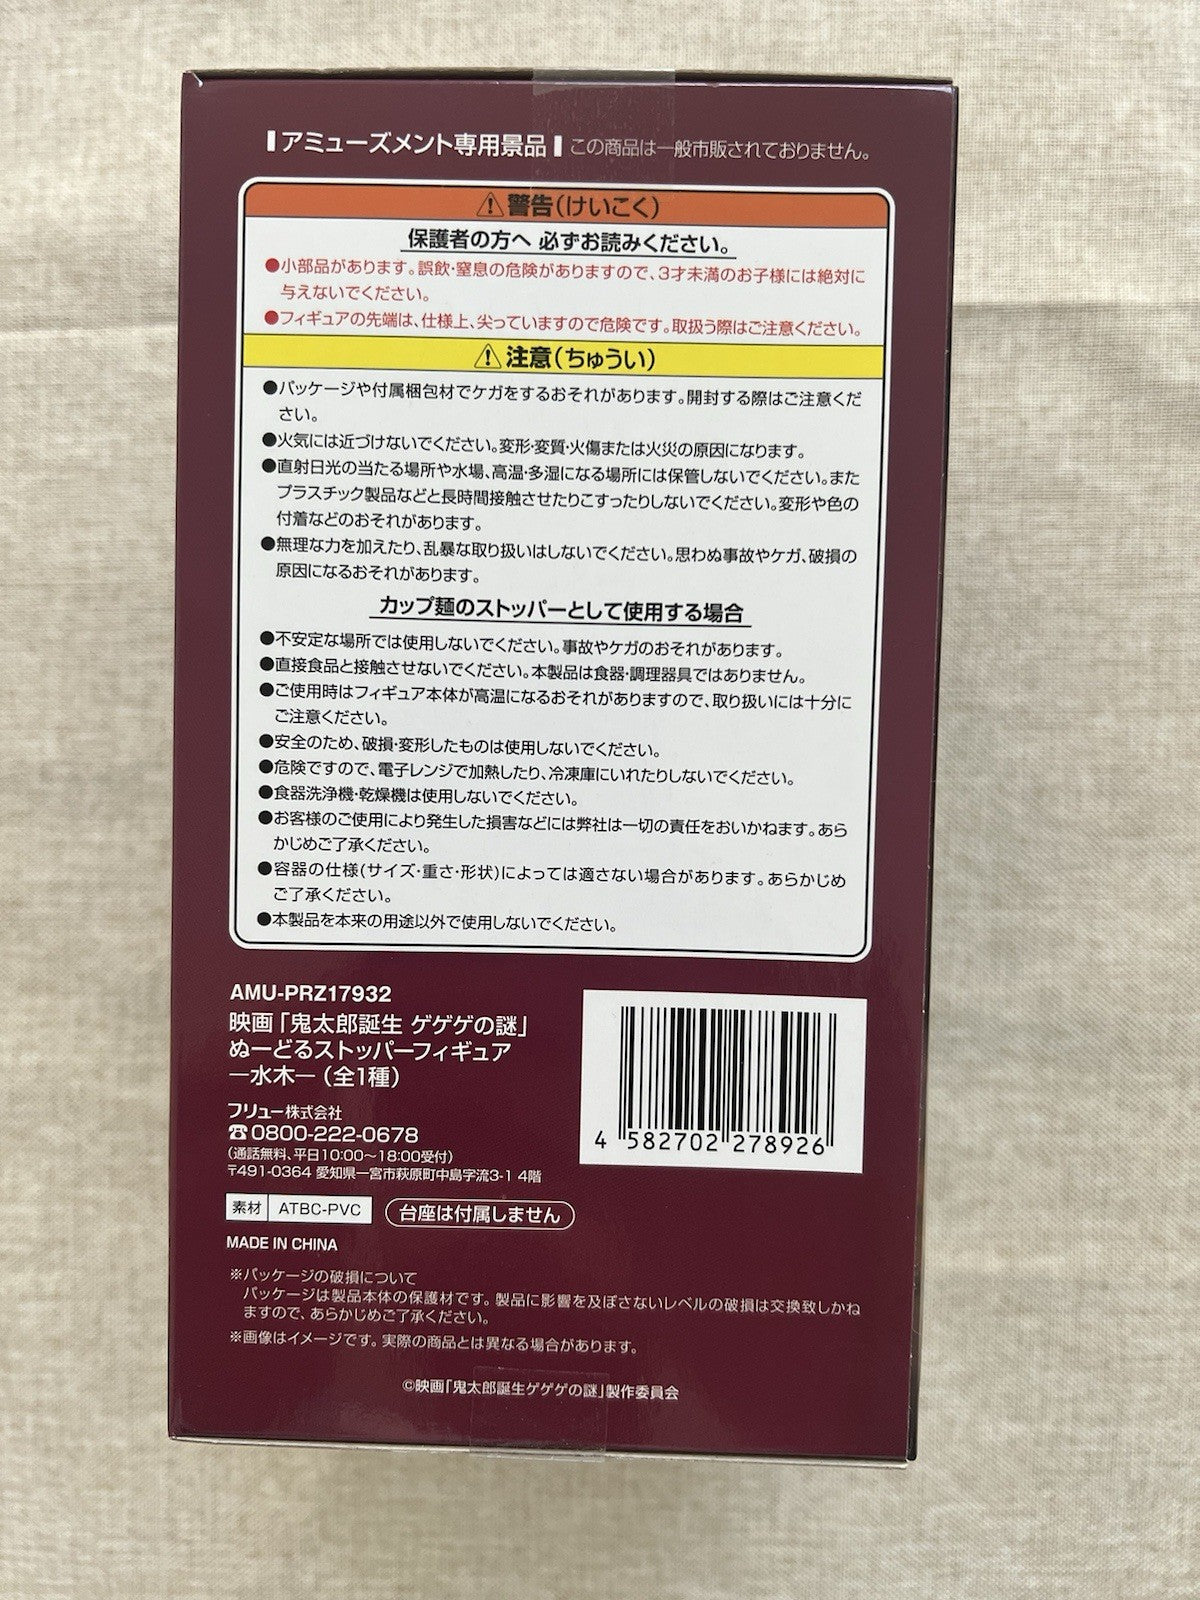 アミューズメント専用景品 この商品は一般市販されておりません。
⚠警告(けいこく)
保護者の方へ 必ずお読みください。
●小部品があります。誤飲・窒息の危険がありますので、3才未満のお子様には絶対に
与えないでください。
●フィギュアの先端は、仕様上、尖っていますので危険です。取扱う際はご注意ください。
⚠注意(ちゅうい)
●パッケージや付属梱包材でケガをするおそれがあります。開封する際はご注意くだ
さい。
●火気には近づけないでください。変形・変質・火傷または火災の原因になります。
●直射日光の当たる場所や水場、高温・多湿になる場所には保管しないでください。また
プラスチック製品などと長時間接触させたりこすったりしないでください。変形や色の
付着などのおそれがあります。
●無理な力を加えたり、乱暴な取り扱いはしないでください。思わぬ事故やケガ、破損の
原因になるおそれがあります。
カップ麺のストッパーとして使用する場合
●不安定な場所では使用しないでください。事故やケガのおそれがあります。
●直接食品と接触させないでください。本製品は食器・調理器具ではありません。
●ご使用時はフィギュア本体が高温になるおそれがありますので、取り扱いには十分に
ご注意ください。
●安全のため、破損・変形したものは使用しないでください。
●危険ですので、電子レンジで加熱したり、冷凍庫にいれたりしないでください。
●食器洗浄機・乾燥機は使用しないでください。
●お客様のご使用により発生した損害などには弊社は一切の責任をおいかねます。あら
かじめご了承ください。
●容器の仕様(サイズ・重さ・形状)によっては適さない場合があります。あらかじめ
ご了承ください。
●本製品を本来の用途以外で使用しないでください。
AMU-PRZ17932
映画「鬼太郎誕生 ゲゲゲの謎」
ぬーどるストッパーフィギュア
―水木―(全1種)
フリュー株式会社
☎0800-222-0678
(通話無料、平日10:00〜18:00受付)
〒491-0364 愛知県一宮市萩原町中島字流3-1 4階
4 582702 278926
素材 ATBC-PVC 台座は付属しません
MADE IN CHINA
※パッケージの破損について
パッケージは製品本体の保護材です。製品に影響を及ぼさないレベルの破損は交換致しかね
ますので、あらかじめご了承ください。
※画像はイメージです。実際の商品とは異なる場合があります。
©映画「鬼太郎誕生ゲゲゲの謎」製作委員会